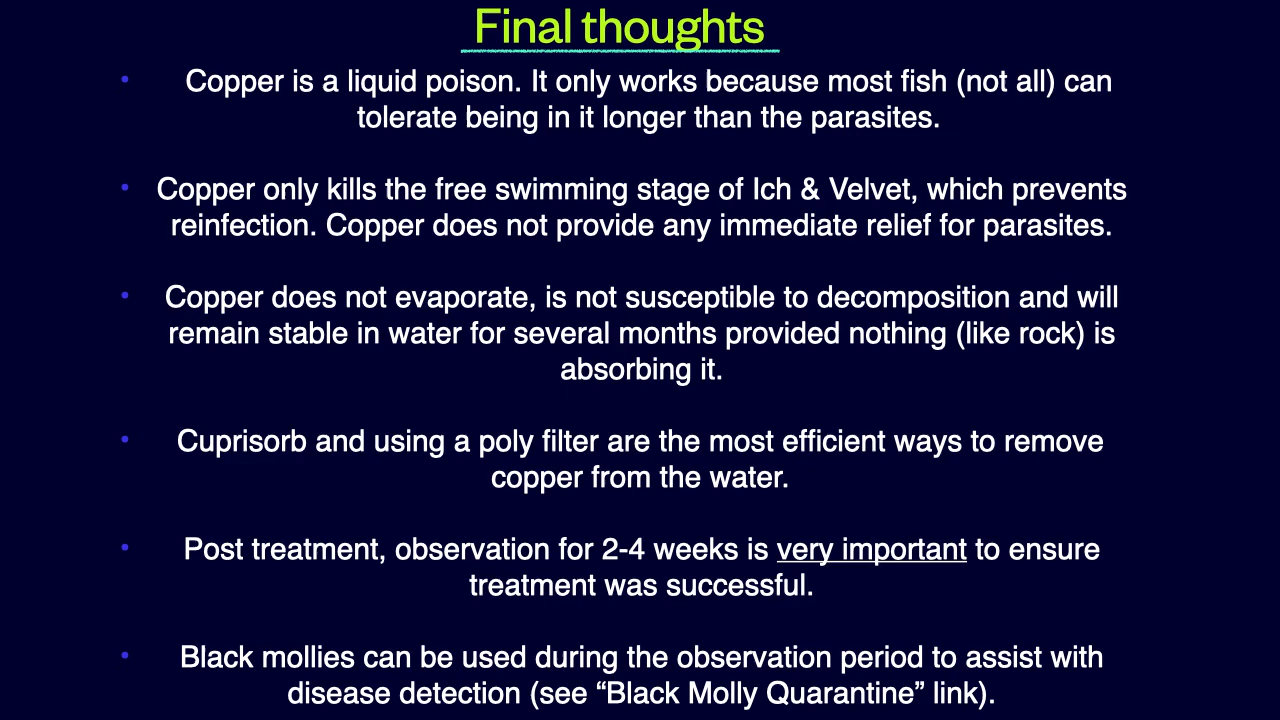 Final thoughts
• Copper is a liquid poison. It only works because most fish (not all) can
tolerate being in it longer than the parasites.
• Copper only kills the free swimming stage of Ich & Velvet, which prevents
reinfection. Copper does not provide any immediate relief for parasites.
• Copper does not evaporate, is not susceptible to decomposition and will
remain stable in water for several months provided nothing (like rock) is
absorbing it.
• Cuprisorb and using a poly filter are the most efficient ways to remove
copper from the water.
• Post treatment, observation for 2-4 weeks is very important to ensure
treatment was successful.
• Black mollies can be used during the observation period to assist with
disease detection (see “Black Molly Quarantine” link).